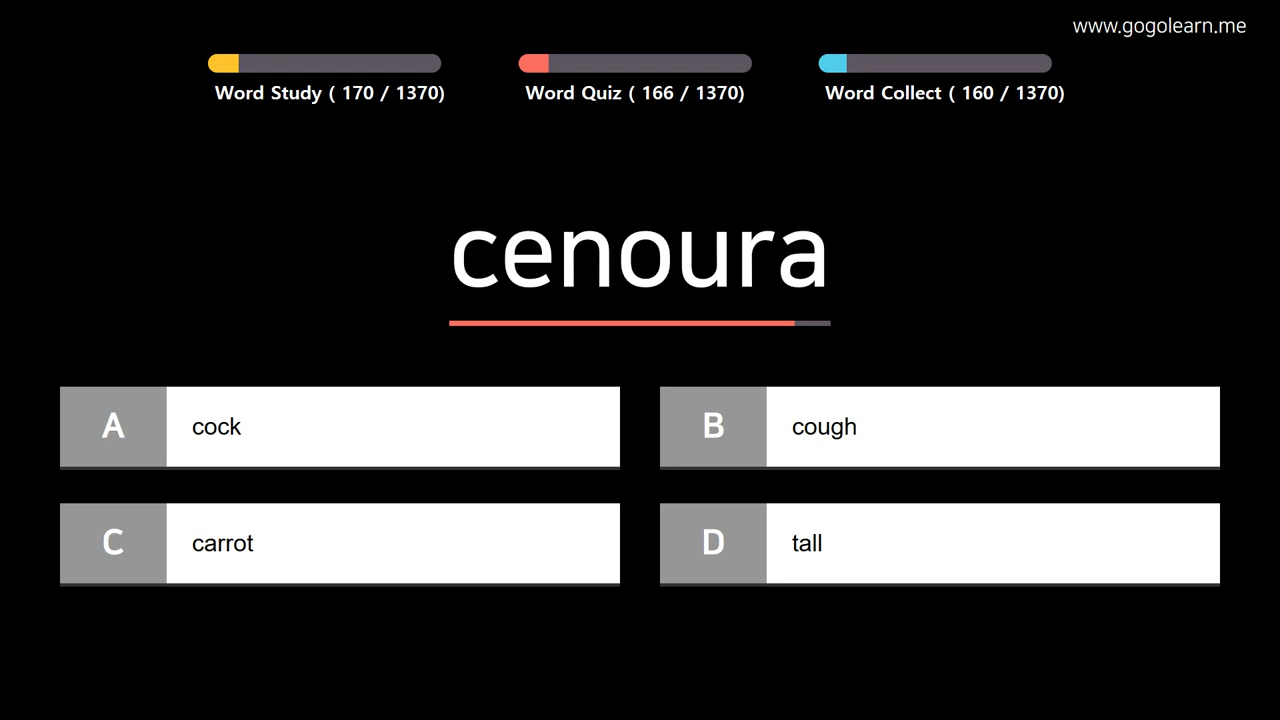 www.gogolearn.me
Word Study ( 170 / 1370)
Word Quiz ( 166 / 1370)
Word Collect ( 160 / 1370)
cenoura
A cock
B cough
C carrot
D tall